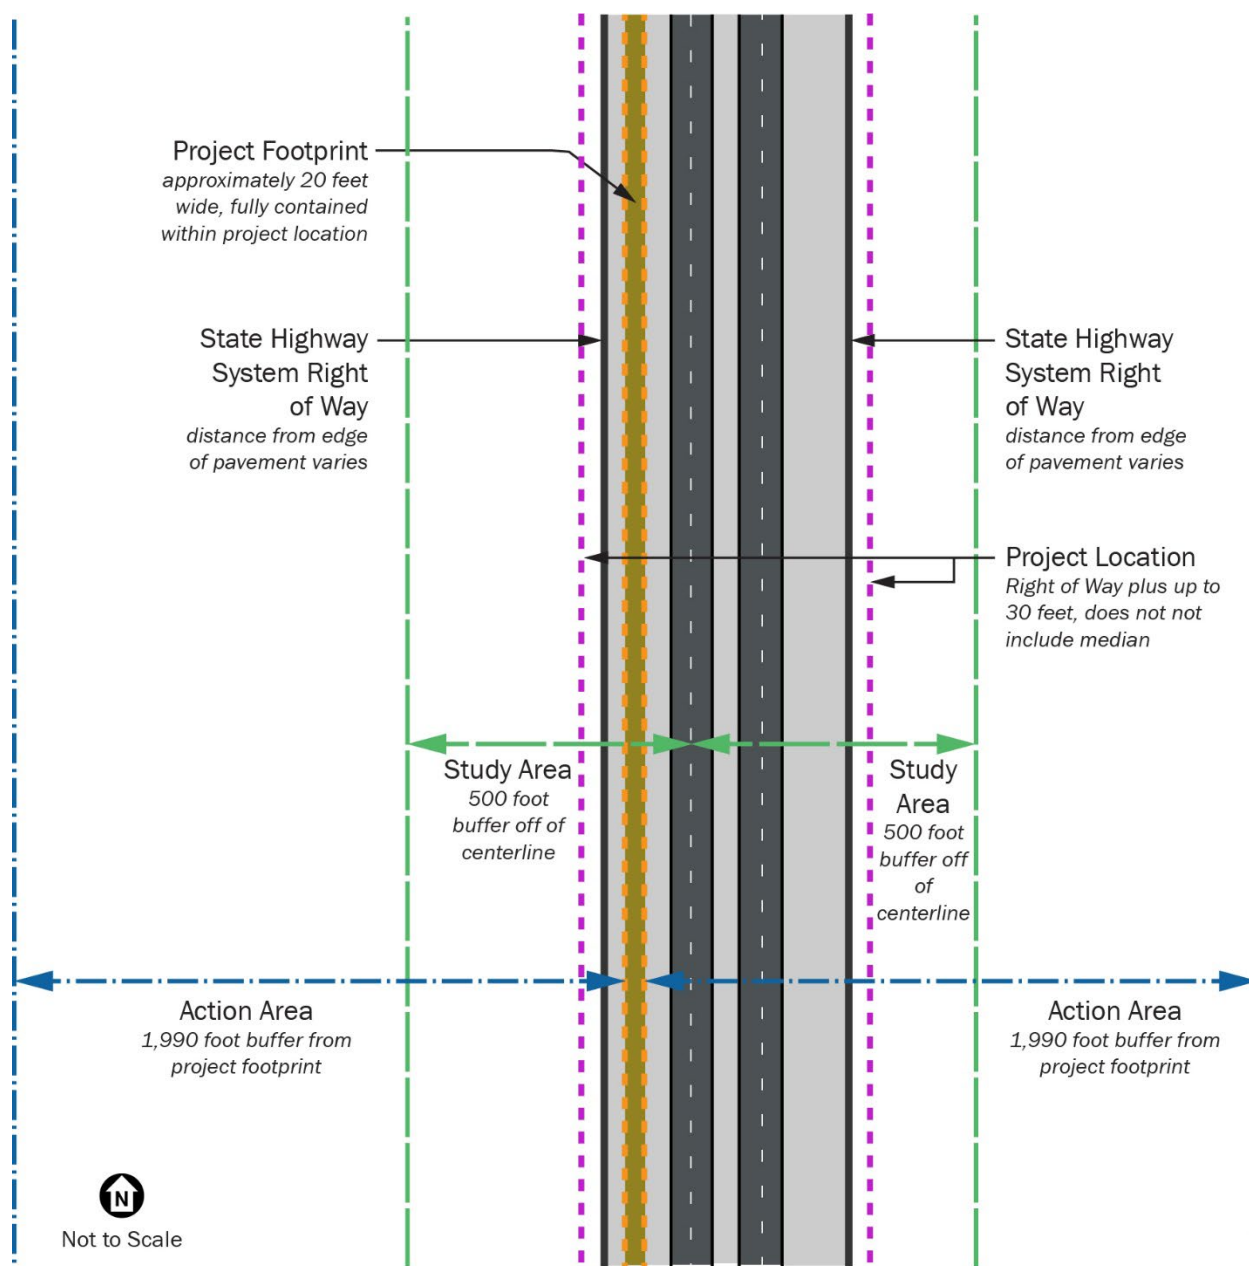 Project Footprint
approximately 20 feet
wide, fully contained
within project location
State Highway
System Right
of Way
distance from edge
of pavement varies
State Highway
System Right
of Way
distance from edge
of pavement varies
Project Location
Right of Way plus up to
30 feet, does not not
include median
Study Area
500 foot
buffer off of
centerline
Study
Area
500 foot
buffer off
of
centerline
Action Area
1,990 foot buffer from
project footprint
Action Area
1,990 foot buffer from
project footprint
N
Not to Scale